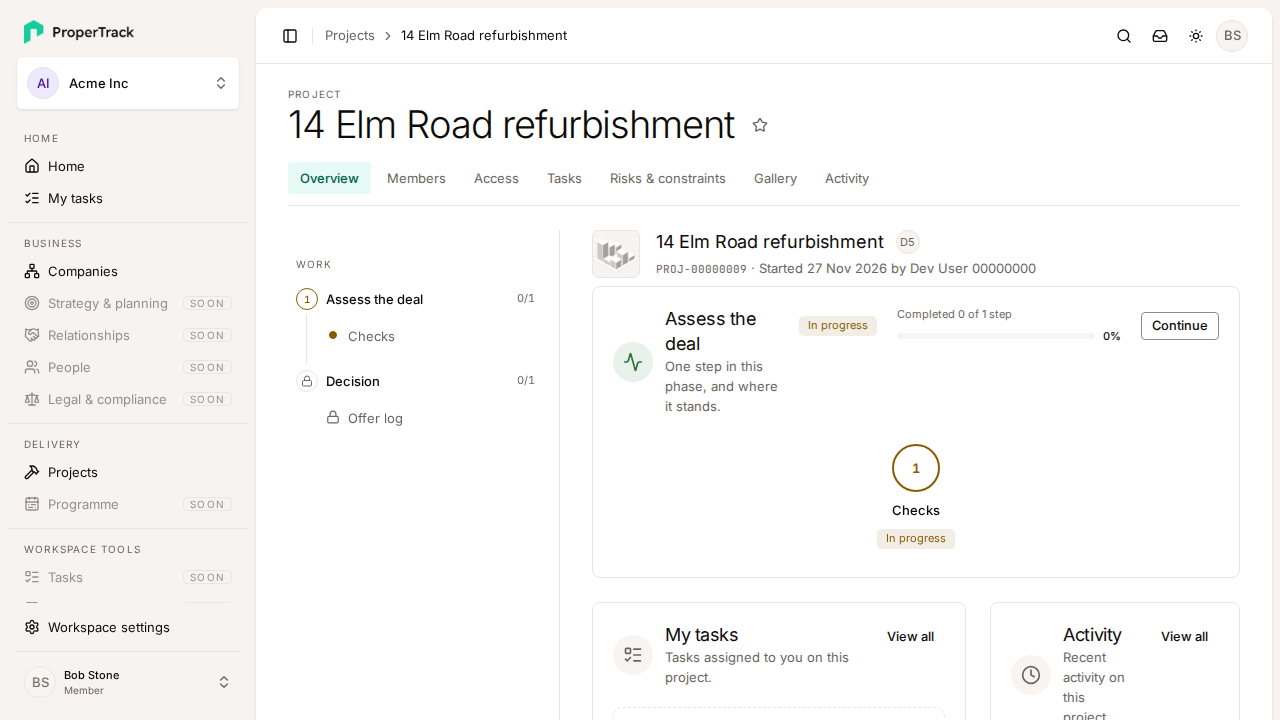 ProperTrack
AI
Acme Inc
HOME
Home
My tasks
BUSINESS
Companies
Strategy & planning
SOON
Relationships
SOON
People
SOON
Legal & compliance
SOON
DELIVERY
Projects
Programme
SOON
WORKSPACE TOOLS
Tasks
SOON
Workspace settings
BS
Bob Stone
Member
Projects
14 Elm Road refurbishment
BS
PROJECT
14 Elm Road refurbishment
Overview
Members
Access
Tasks
Risks & constraints
Gallery
Activity
WORK
1
Assess the deal
0/1
Checks
Decision
0/1
Offer log
14 Elm Road refurbishment
D5
PROJ-00000009 · Started 27 Nov 2026 by Dev User 00000000
Assess the
deal
One step in this
phase, and where
it stands.
In progress
Completed 0 of 1 step
0%
Continue
1
Checks
In progress
My tasks
Tasks assigned to you on this
project.
View all
Activity
Recent
activity on
this
project
View all